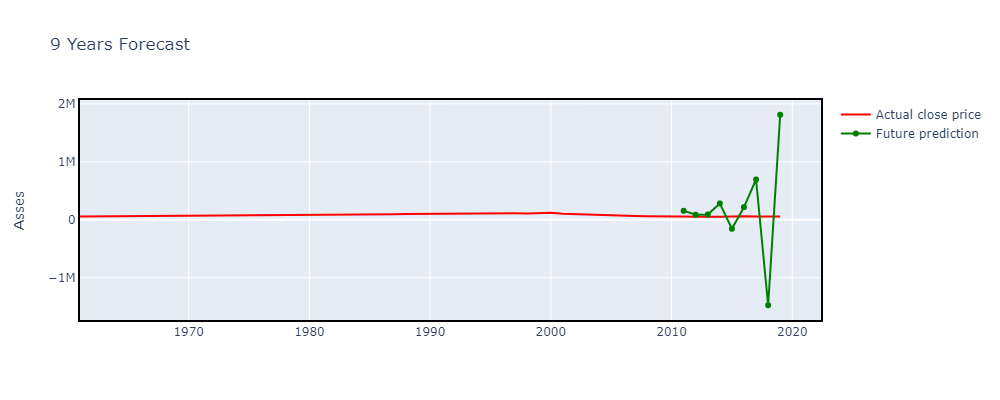 9 Years Forecast
2M
1M
0
−1M
Asses
1970
1980
1990
2000
2010
2020
Actual close price
Future prediction